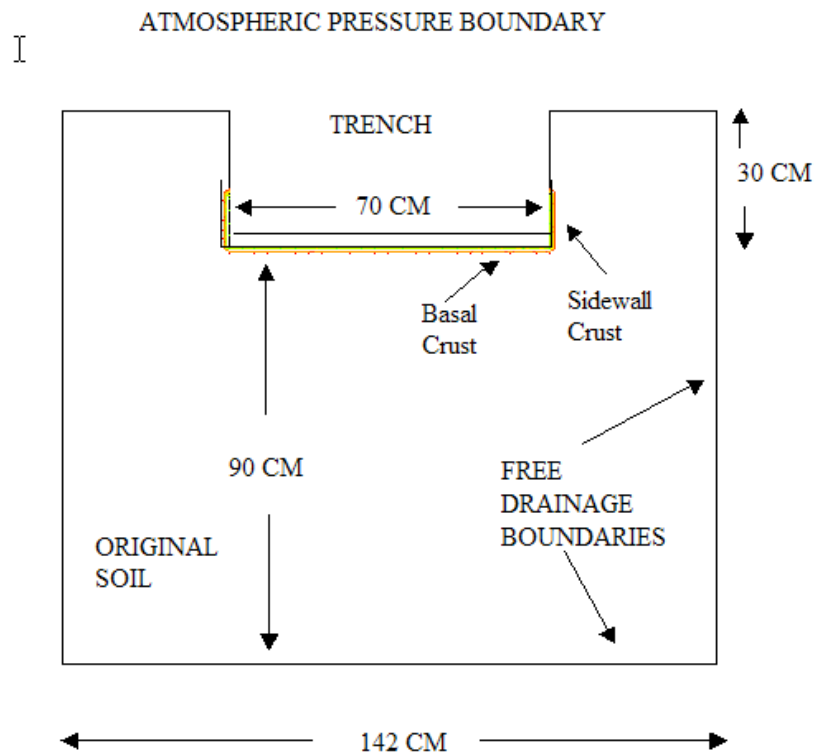 ATMOSPHERIC PRESSURE BOUNDARY
TRENCH
30 CM
70 CM
Basal
Crust
Sidewall
Crust
90 CM
FREE
DRAINAGE
BOUNDARIES
ORIGINAL
SOIL
142 CM